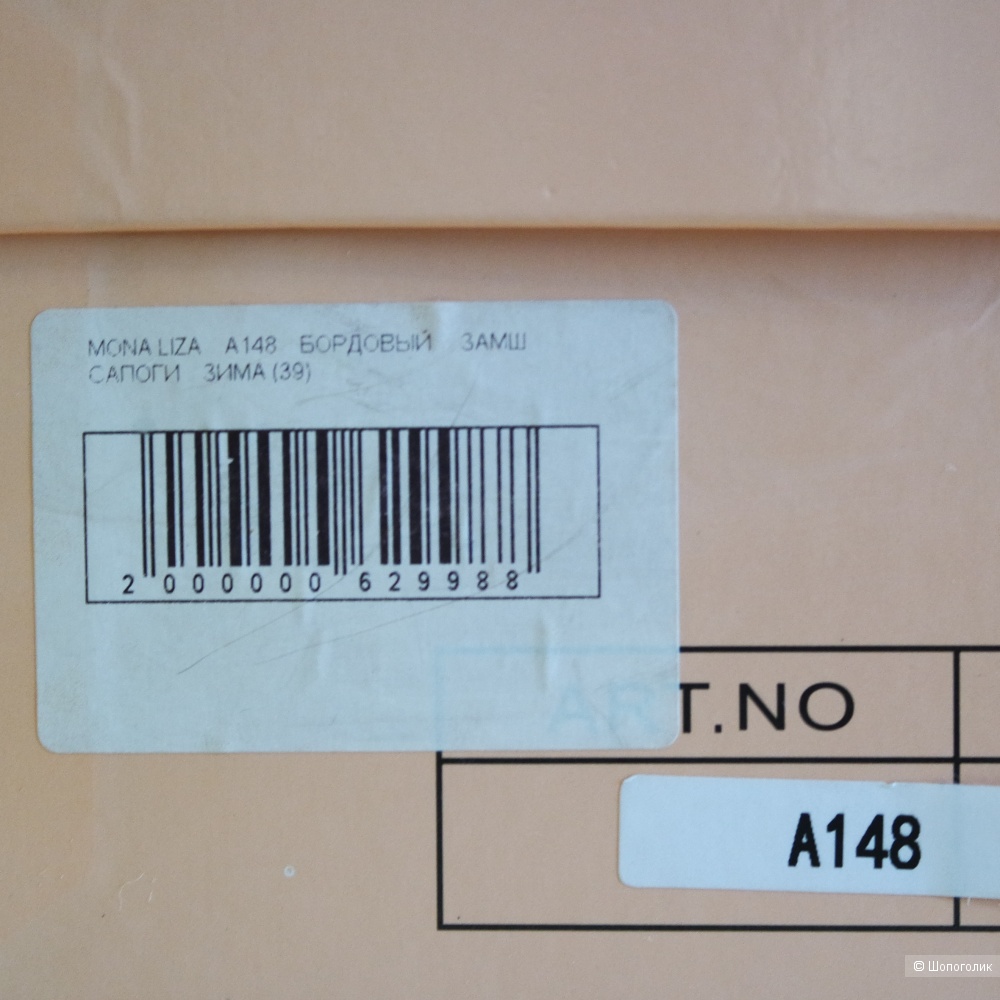 MONA LIZA A148 БОРДОВЫЙ ЗАМШ
САПОГИ ЗИМА (39)
2 000000 629988
ART.NO
A148
© Шопоголик